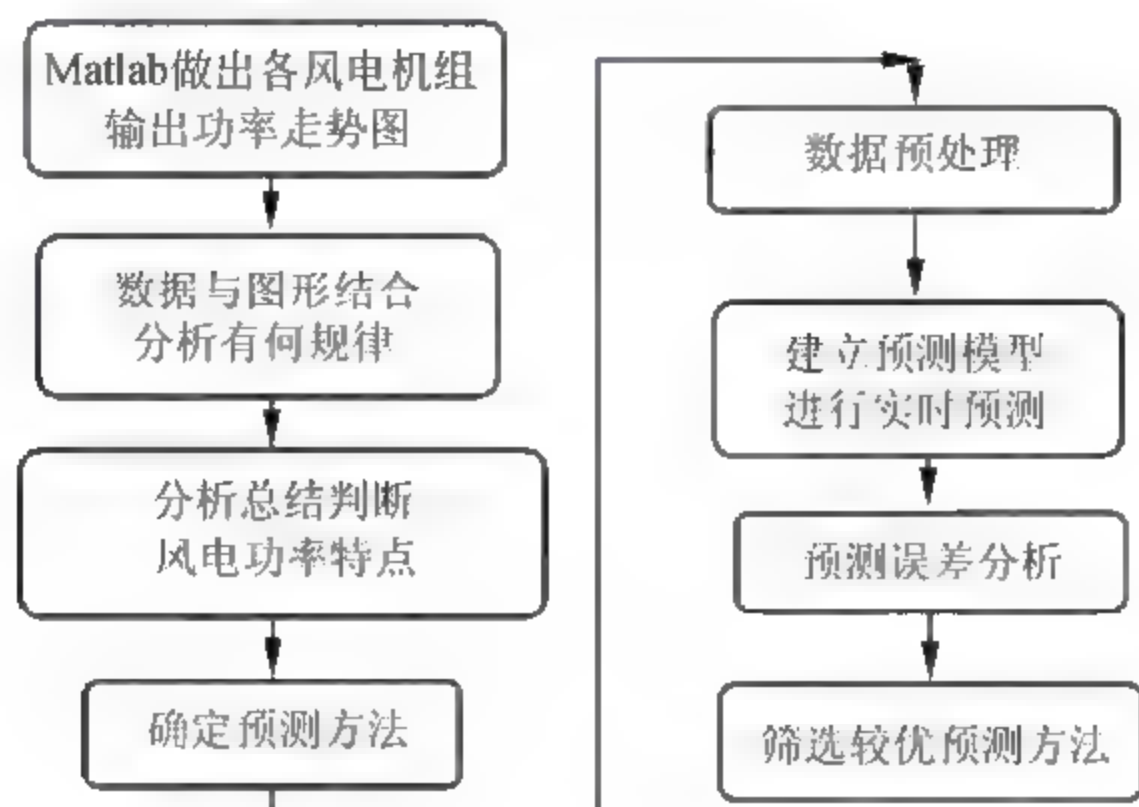 Matlab做出各风电机组
输出功率走势图
数据与图形结合
分析有何规律
分析总结判断
风电功率特点
确定预测方法
数据预处理
建立预测模型
进行实时预测
预测误差分析
筛选较优预测方法